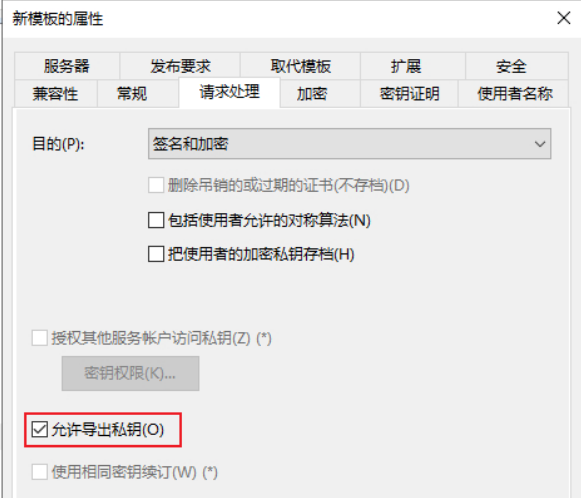 新模板的属性
服务器 发布要求 取代模板 扩展 安全
兼容性 常规 请求处理 加密 密钥证明 使用者名称
目的(P): 签名和加密
删除吊销的或过期的证书(不存档)(D)
包括使用者允许的对称算法(N)
把使用者的加密私钥存档(H)
授权其他服务帐户访问私钥(Z) (*)
密钥权限(K)...
允许导出私钥(O)
使用相同密钥续订(W) (*)